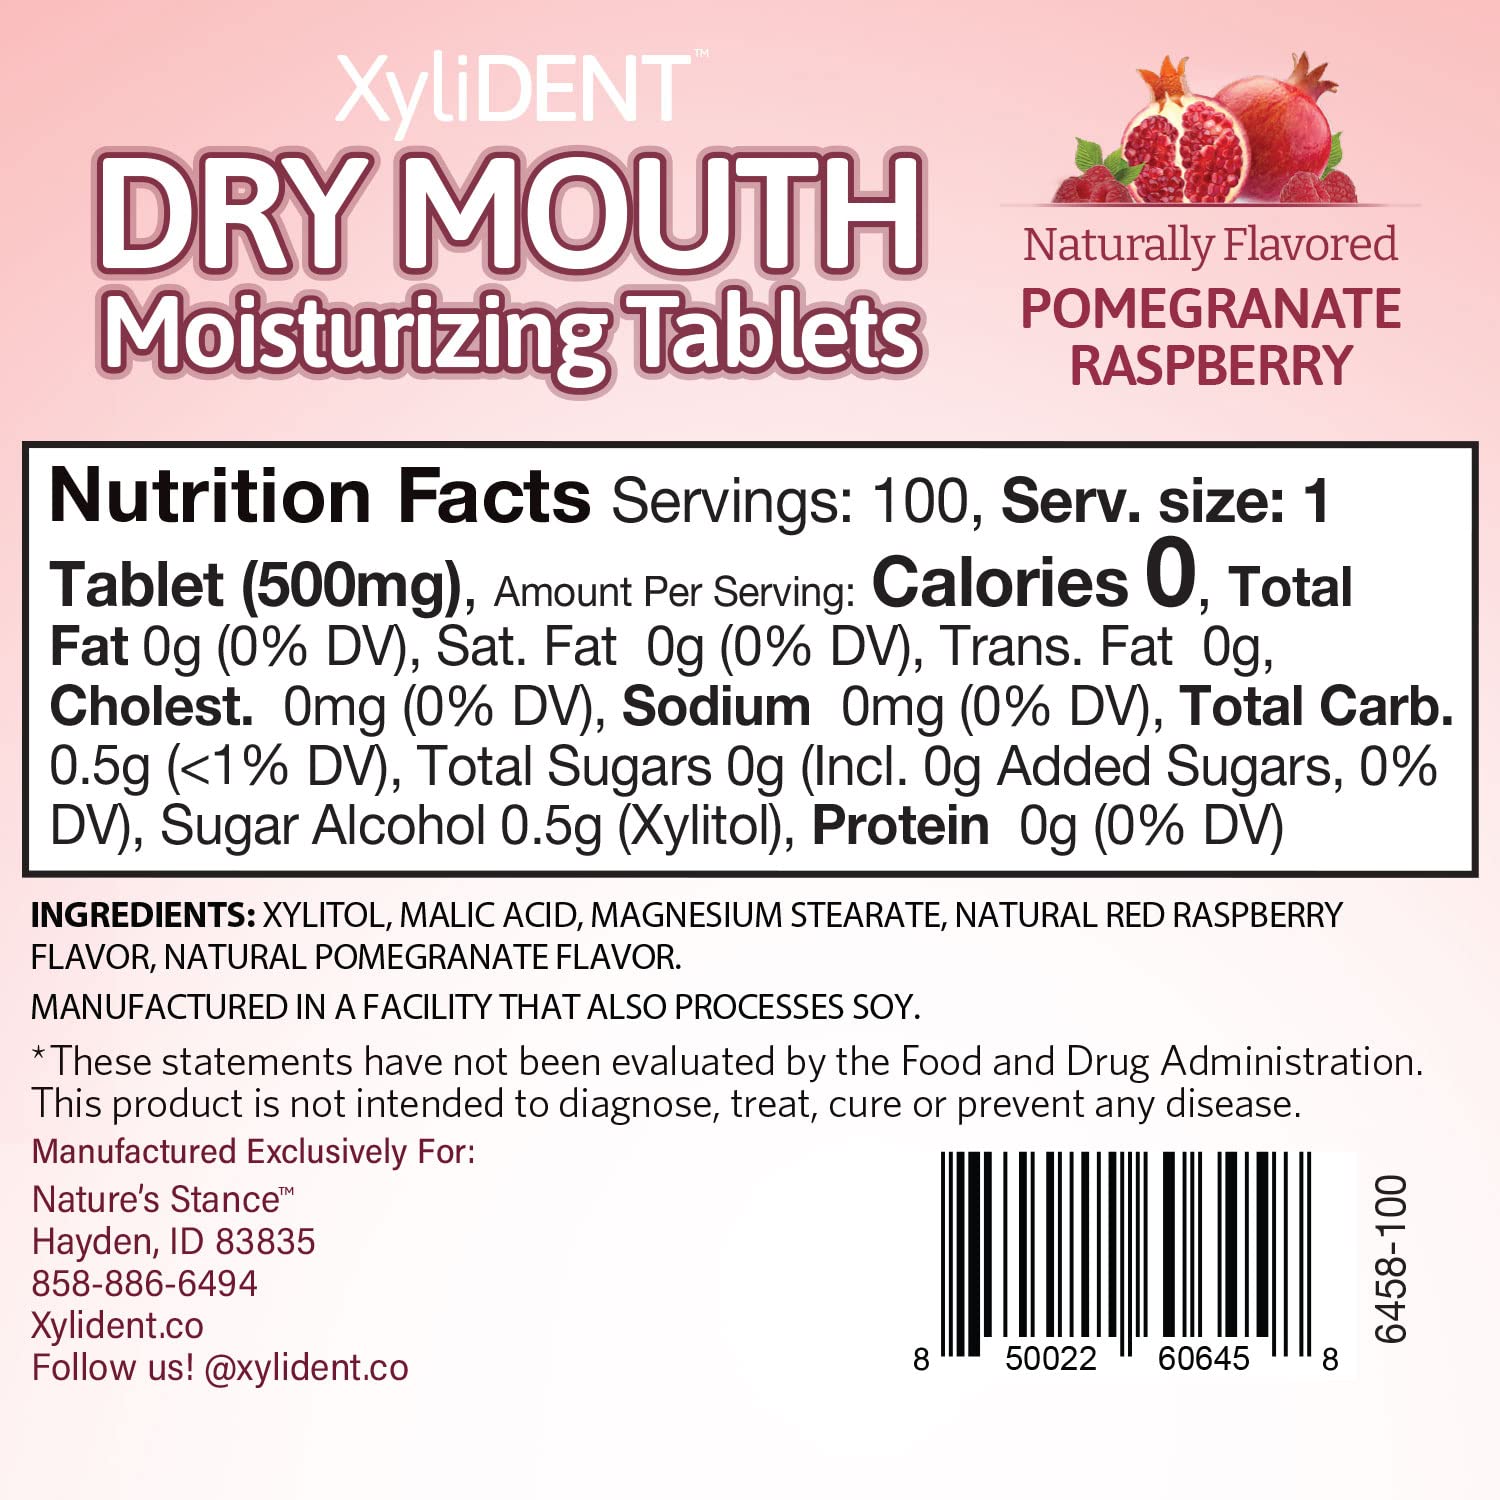 XyliDENT™
DRY MOUTH
Moisturizing Tablets
Naturally Flavored
POMEGRANATE
RASPBERRY
Nutrition Facts Servings: 100, Serv. size: 1
Tablet (500mg), Amount Per Serving: Calories 0, Total
Fat 0g (0% DV), Sat. Fat 0g (0% DV), Trans. Fat 0g,
Cholest. 0mg (0% DV), Sodium 0mg (0% DV), Total Carb.
0.5g (<1% DV), Total Sugars 0g (Incl. 0g Added Sugars, 0%
DV), Sugar Alcohol 0.5g (Xylitol), Protein 0g (0% DV)
INGREDIENTS: XYLITOL, MALIC ACID, MAGNESIUM STEARATE, NATURAL RED RASPBERRY
FLAVOR, NATURAL POMEGRANATE FLAVOR.
MANUFACTURED IN A FACILITY THAT ALSO PROCESSES SOY.
*These statements have not been evaluated by the Food and Drug Administration.
This product is not intended to diagnose, treat, cure or prevent any disease.
Manufactured Exclusively For:
Nature's Stance™
Hayden, ID 83835
858-886-6494
Xylident.co
Follow us! @xylident.co
8 50022 60645 8
6458-100